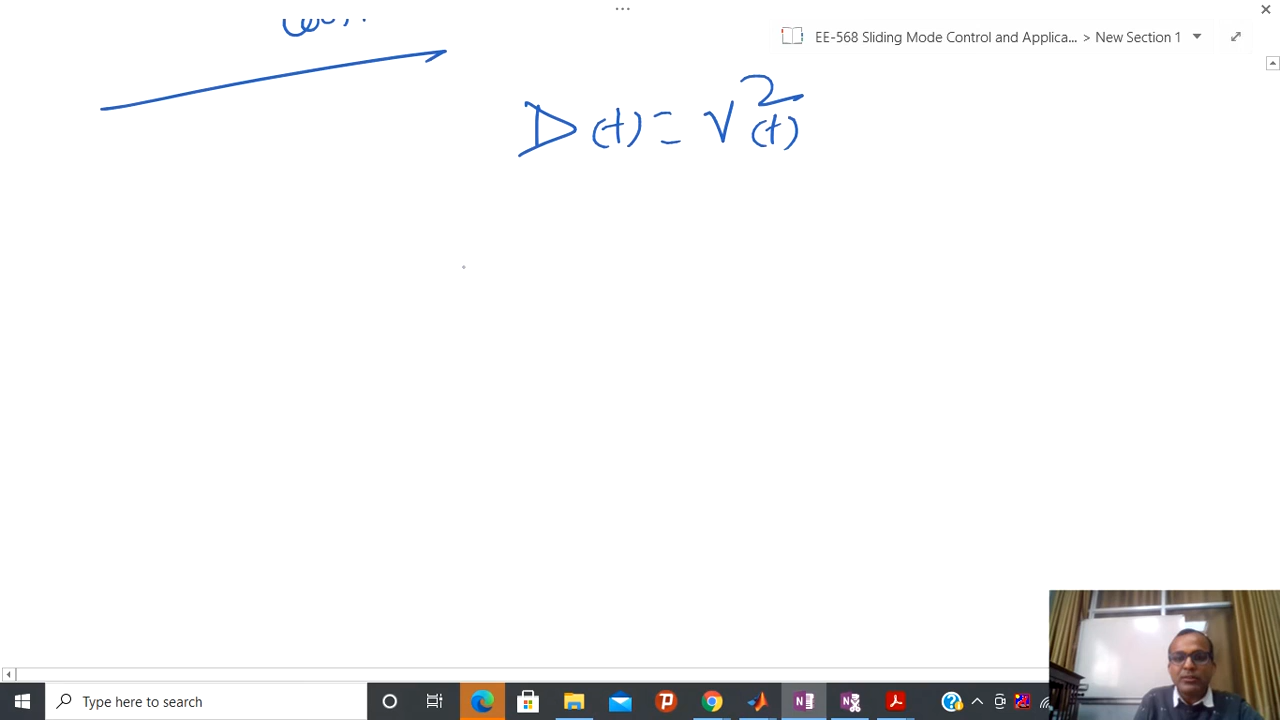 EE-568 Sliding Mode Control and Applica... > New Section 1
D(t) = V²(t)
Type here to search